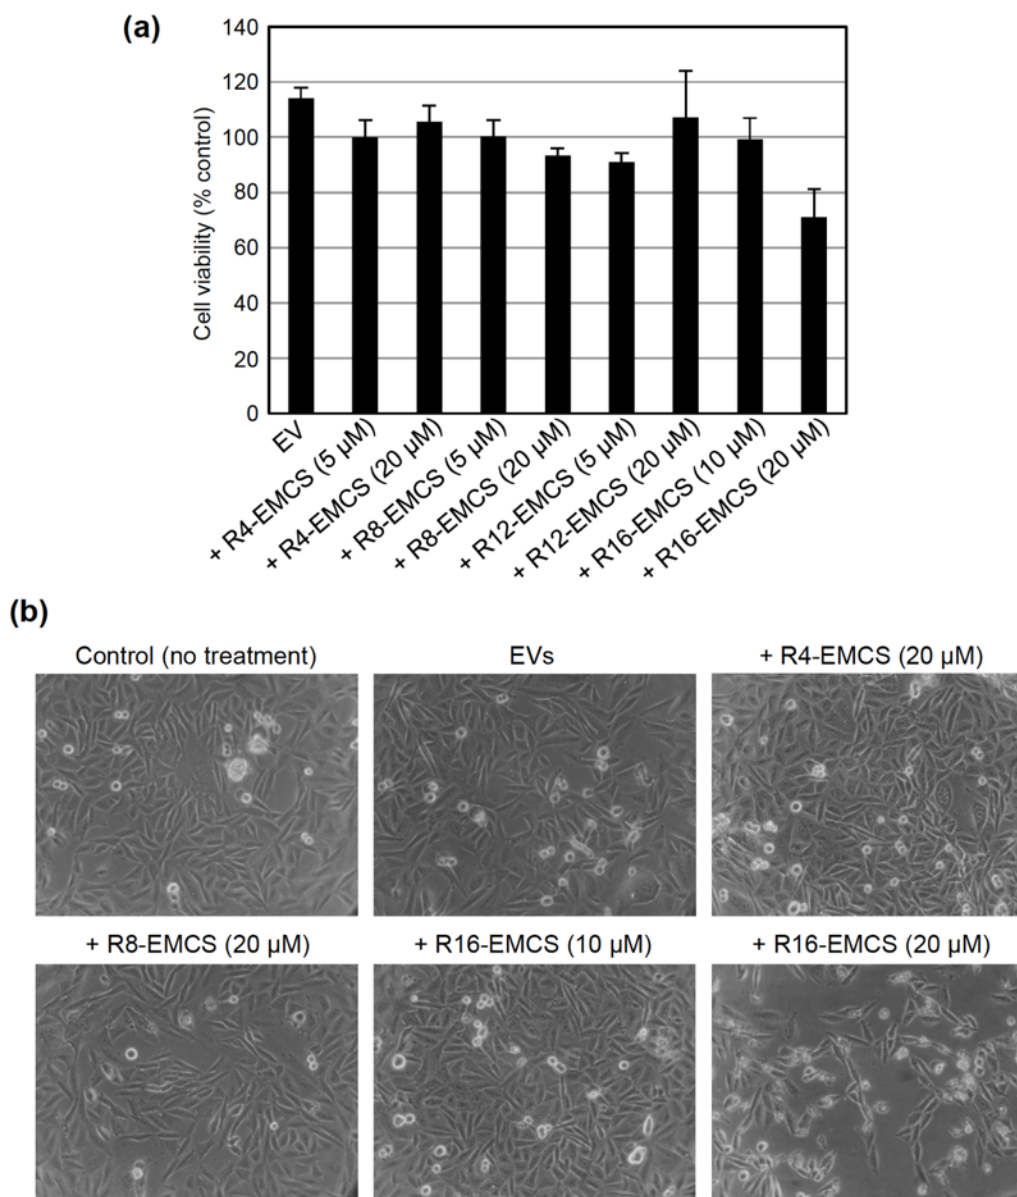 (a)
140
120
100
80
60
40
20
0
Cell viability (% control)
EV
+ R4-EMCS (5 µM)
+ R4-EMCS (20 µM)
+ R8-EMCS (5 µM)
+ R8-EMCS (20 µM)
+ R12-EMCS (5 µM)
+ R12-EMCS (20 µM)
+ R16-EMCS (10 µM)
+ R16-EMCS (20 µM)
(b)
Control (no treatment)
EVs
+ R4-EMCS (20 µM)
+ R8-EMCS (20 µM)
+ R16-EMCS (10 µM)
+ R16-EMCS (20 µM)